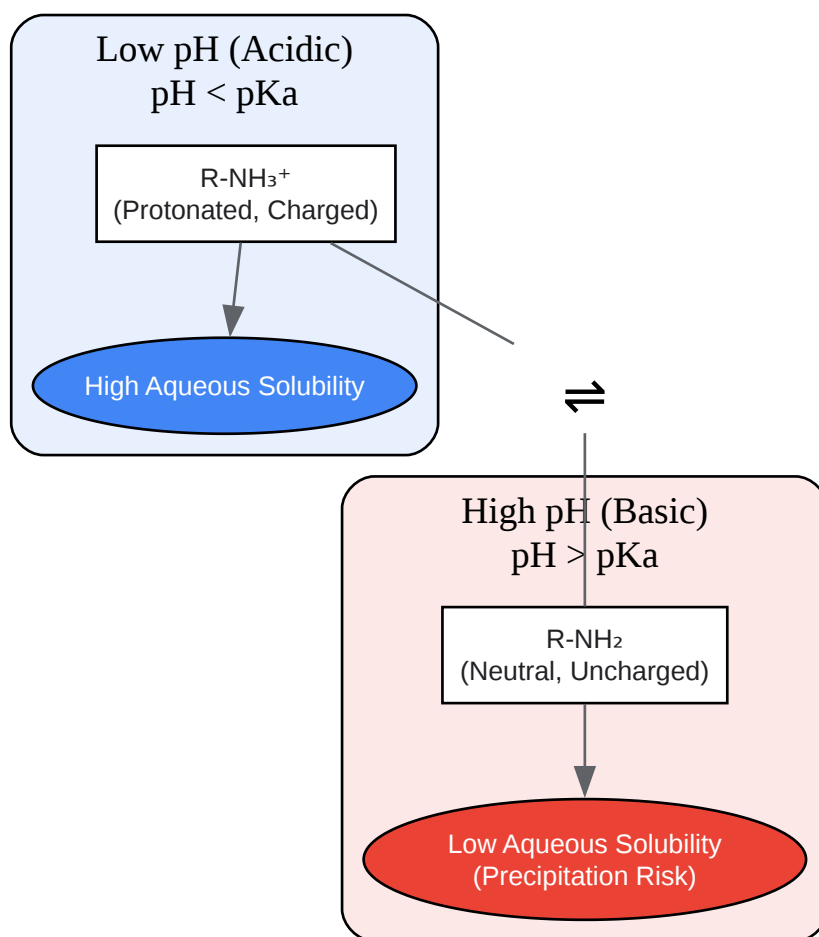 Low pH (Acidic)
pH < pKa
R-NH₃⁺
(Protonated, Charged)
High Aqueous Solubility
⇌
High pH (Basic)
pH > pKa
R-NH₂
(Neutral, Uncharged)
Low Aqueous Solubility
(Precipitation Risk)